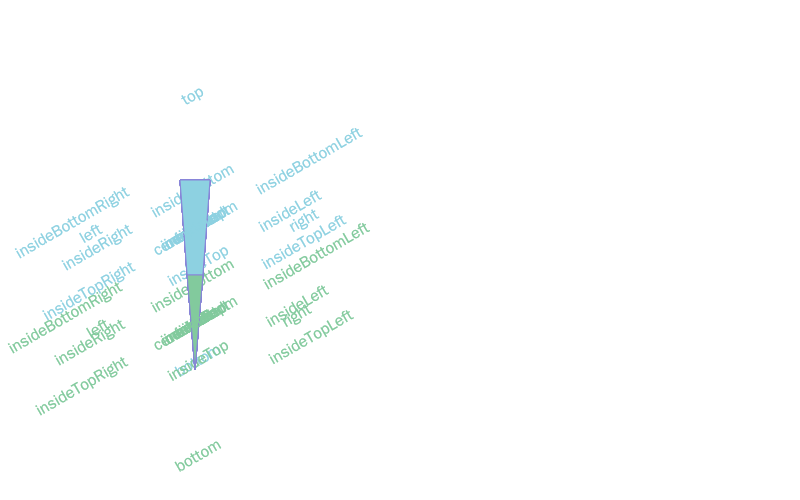 top
insideBottomLeft
insideBottom
insideBottomRight
insideLeft
right
left
insideRight
insideTopLeft
insideTop
insideTopRight
insideBottomLeft
insideBottom
insideBottomRight
insideLeft
right
left
insideRight
insideTopLeft
insideTop
insideTopRight
bottom